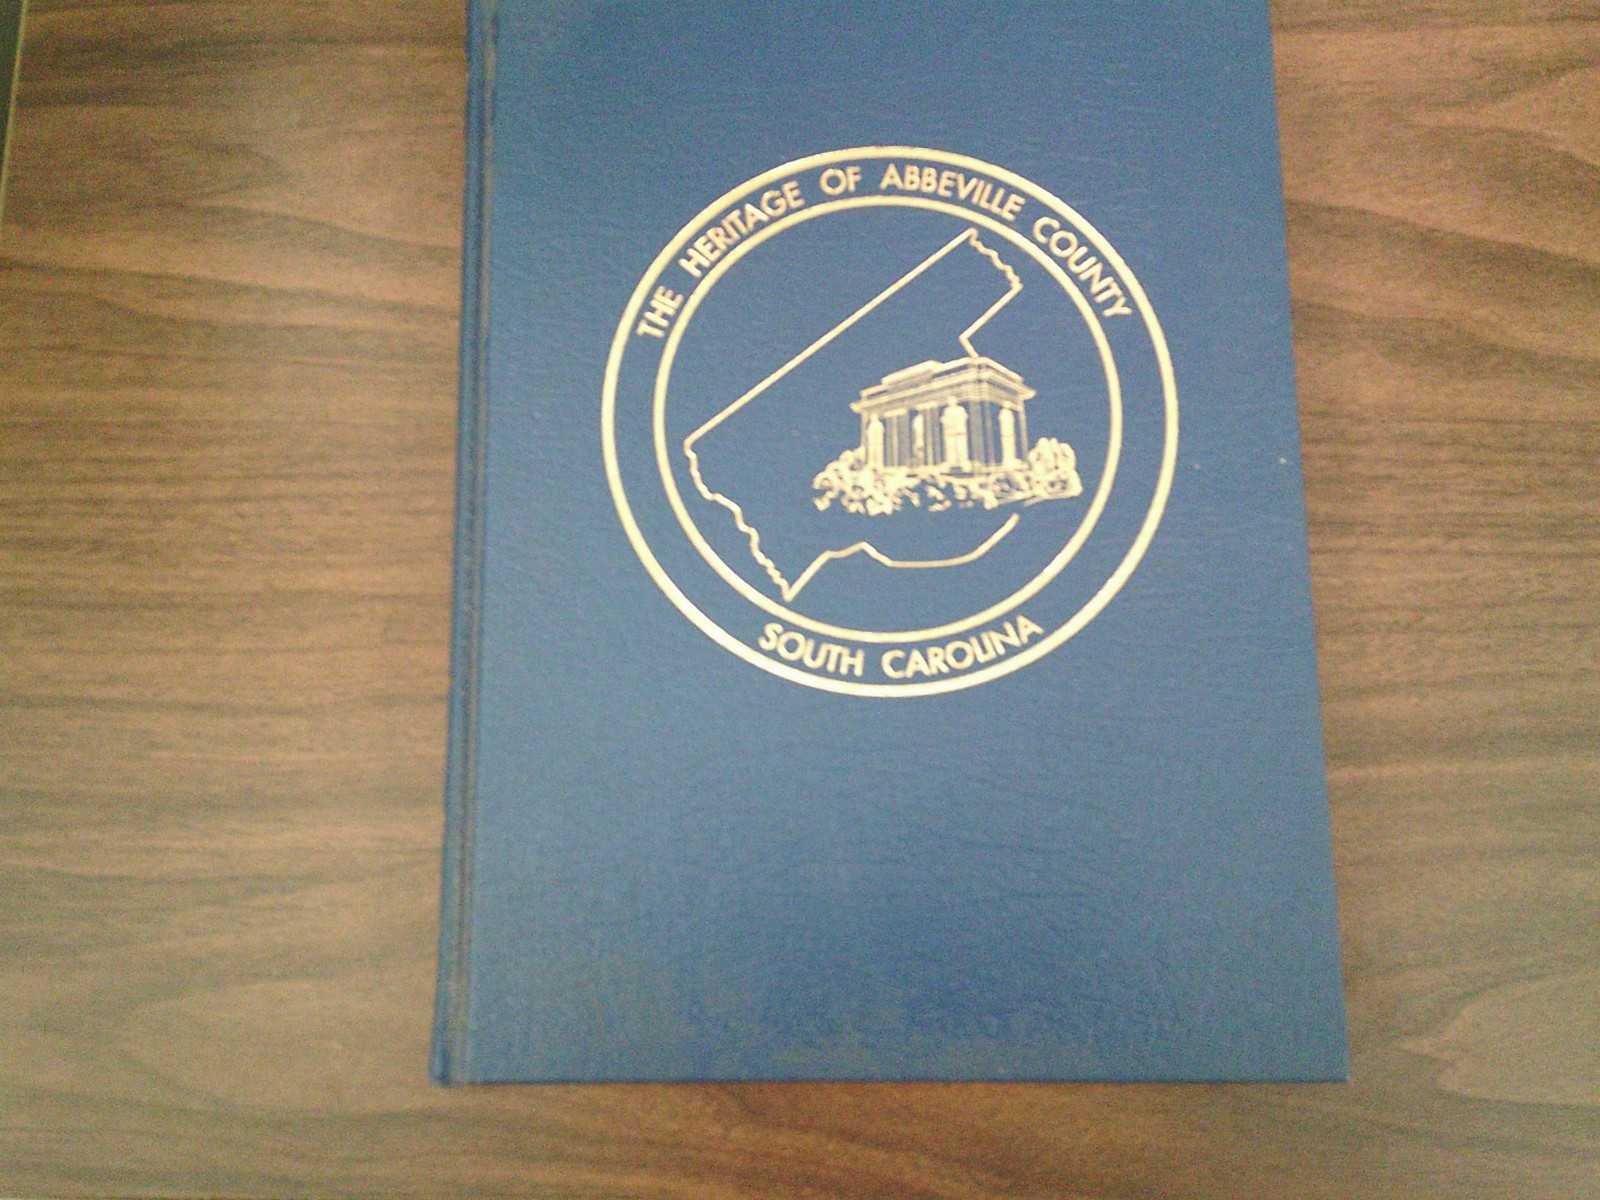 THE HERITAGE OF ABBEVILLE COUNTY
SOUTH CAROLINA